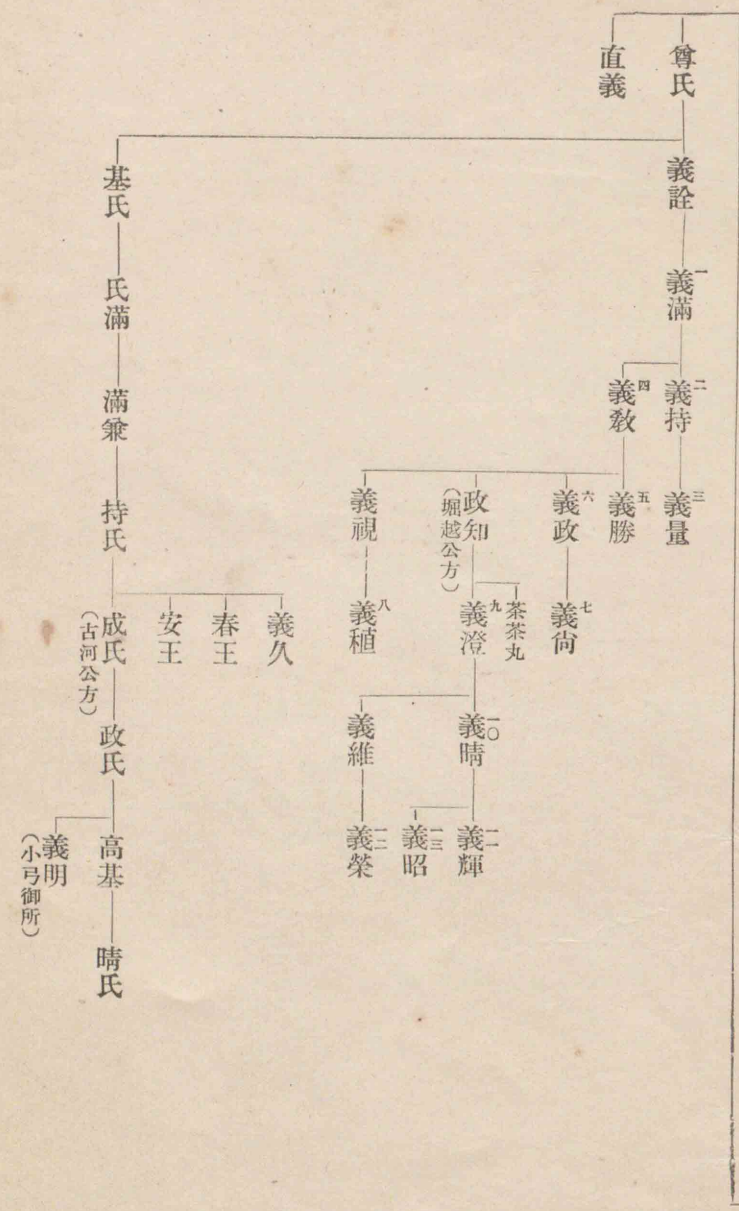 尊氏
直義
義詮
一 義滿
二 義持
四 義教
三 義量
五 義勝
六 義政
政知
（堀越公方）
義視
七 義尙
茶茶丸
九 義澄
八 義稙
一〇 義晴
義維
一一 義輝
一三 義昭
一二 義榮
基氏
氏滿
滿兼
持氏
義久
春王
安王
成氏
（古河公方）
政氏
高基
義明
（小弓御所）
晴氏